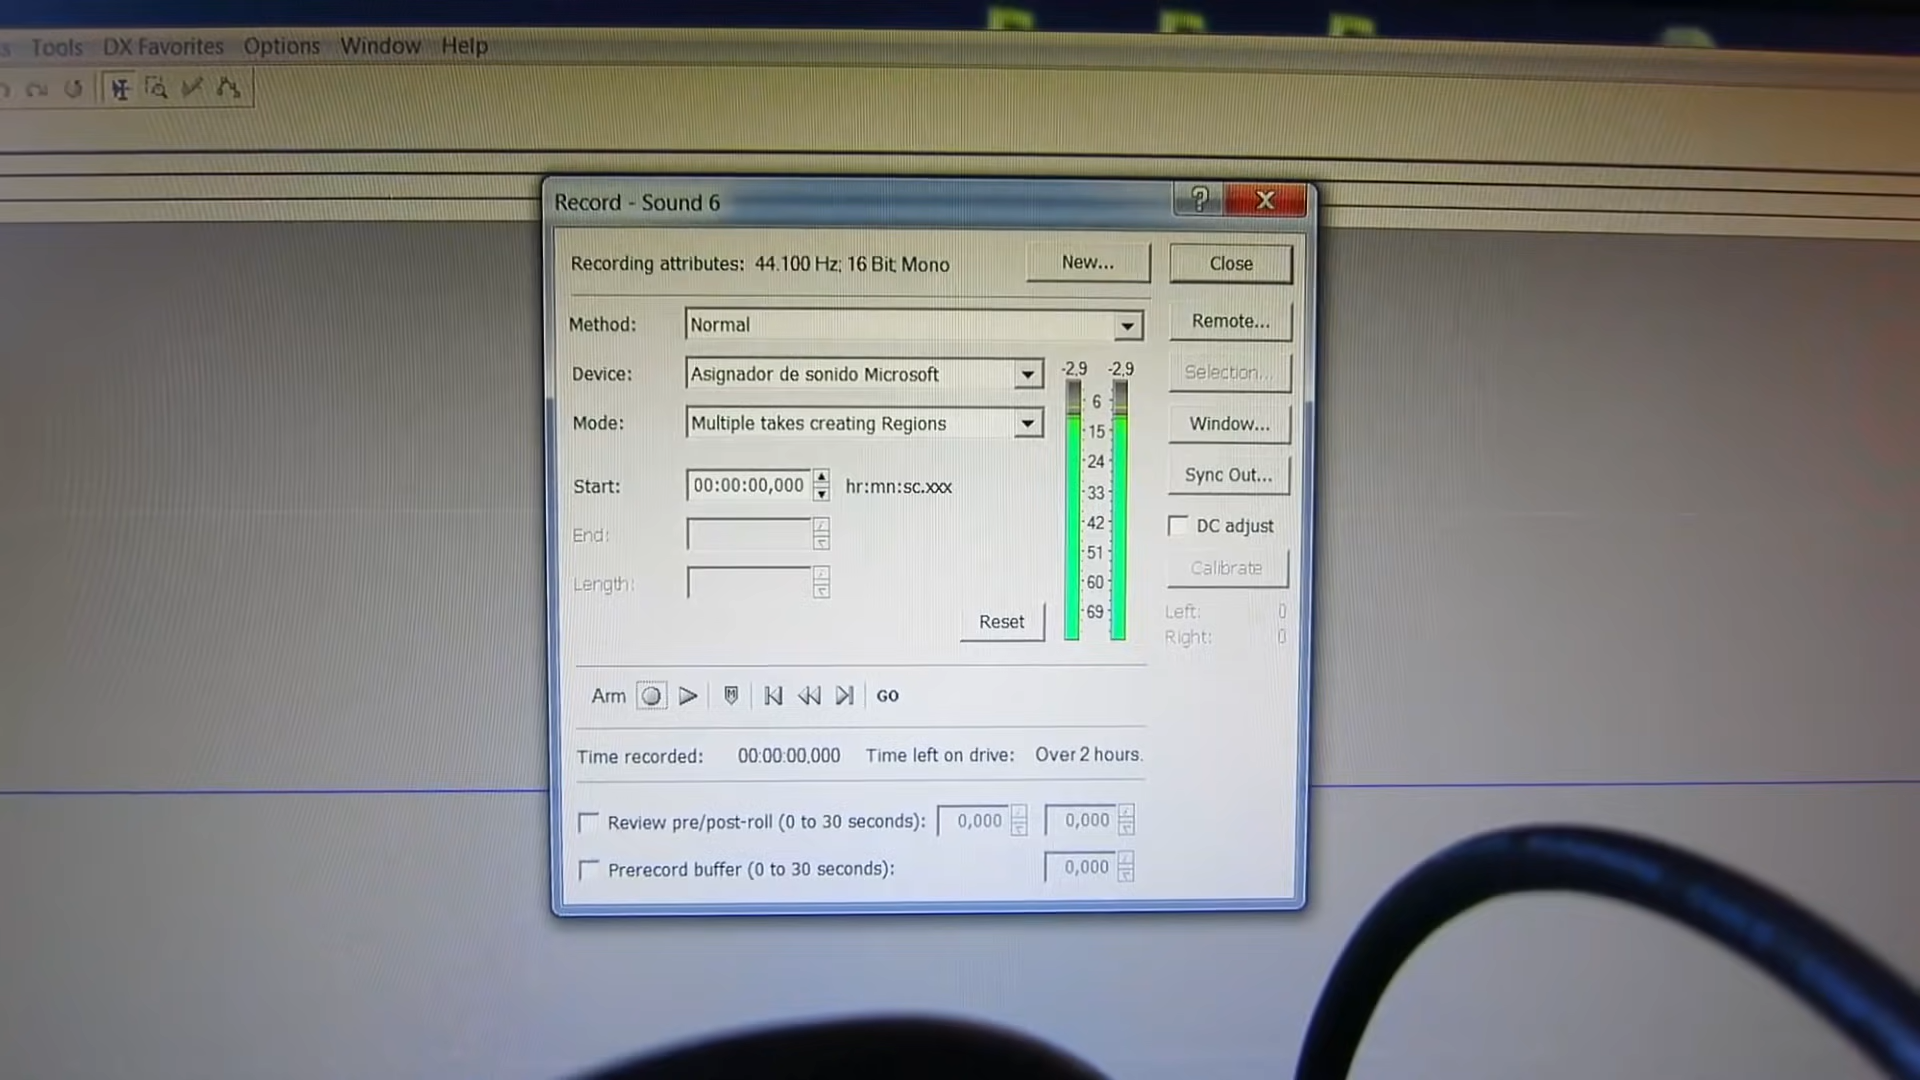 Tools DX Favorites Options Window Help
Record - Sound 6
Recording attributes: 44.100 Hz; 16 Bit; Mono New... Close
Method: Normal Remote...
Device: Asignador de sonido Microsoft -2,9 -2,9 Selection...
Mode: Multiple takes creating Regions Window...
Start: 00:00:00,000 hr:mn:sc.xxx Sync Out...
End: DC adjust
Length: Calibrate
6
15
24
33
42
51
60
69
Reset
Left: 0
Right: 0
Arm GO
Time recorded: 00:00:00,000 Time left on drive: Over 2 hours.
Review pre/post-roll (0 to 30 seconds): 0,000 0,000
Prerecord buffer (0 to 30 seconds): 0,000